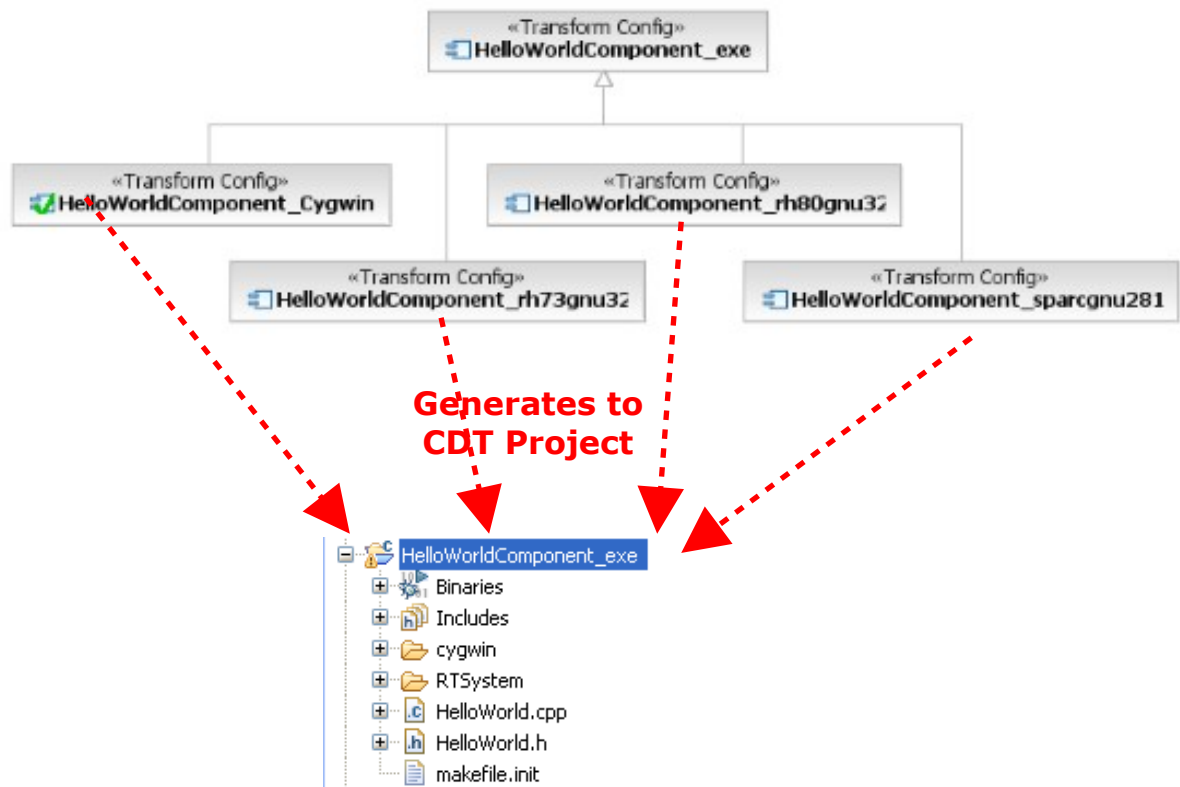 «Transform Config»
HelloWorldComponent_exe
«Transform Config»
HelloWorldComponent_Cygwin
«Transform Config»
HelloWorldComponent_rh80gnu32
«Transform Config»
HelloWorldComponent_rh73gnu32
«Transform Config»
HelloWorldComponent_sparcgnu281
Generates to
CDT Project
HelloWorldComponent_exe
Binaries
Includes
cygwin
RTSystem
HelloWorld.cpp
HelloWorld.h
makefile.init